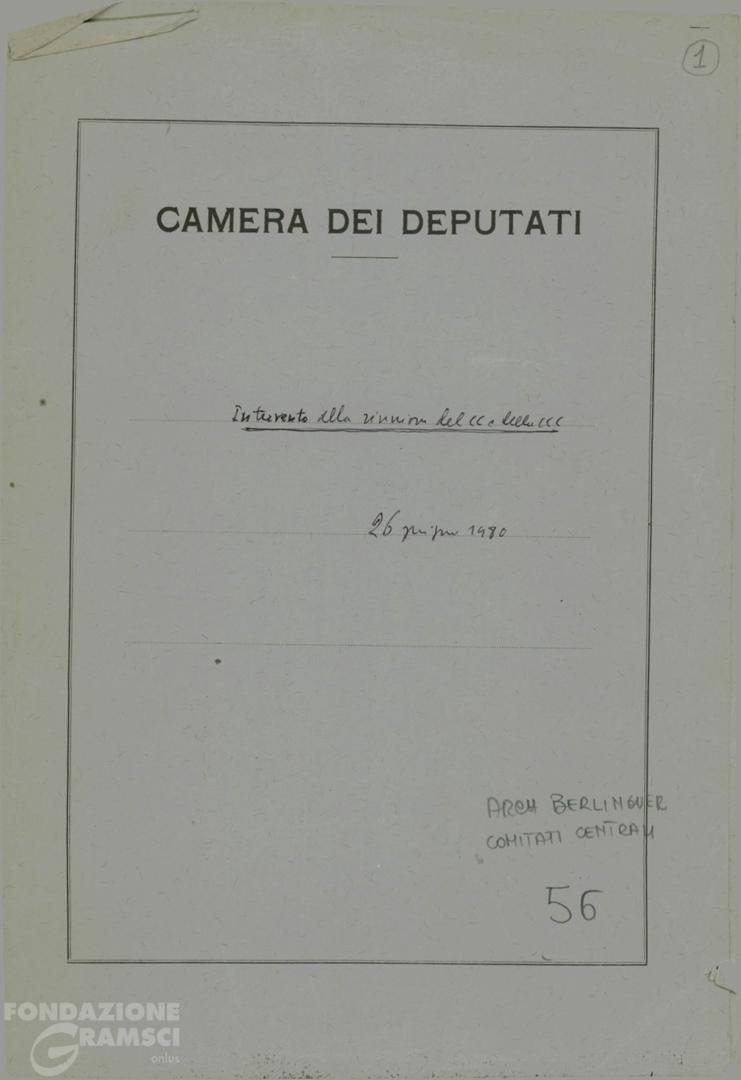 1
CAMERA DEI DEPUTATI
Intervento alla riunione del CC e della CCC
26 giugno 1980
ARCH BERLINGUER
COMITATI CENTRALI
56
FONDAZIONE
GRAMSCI
onlus